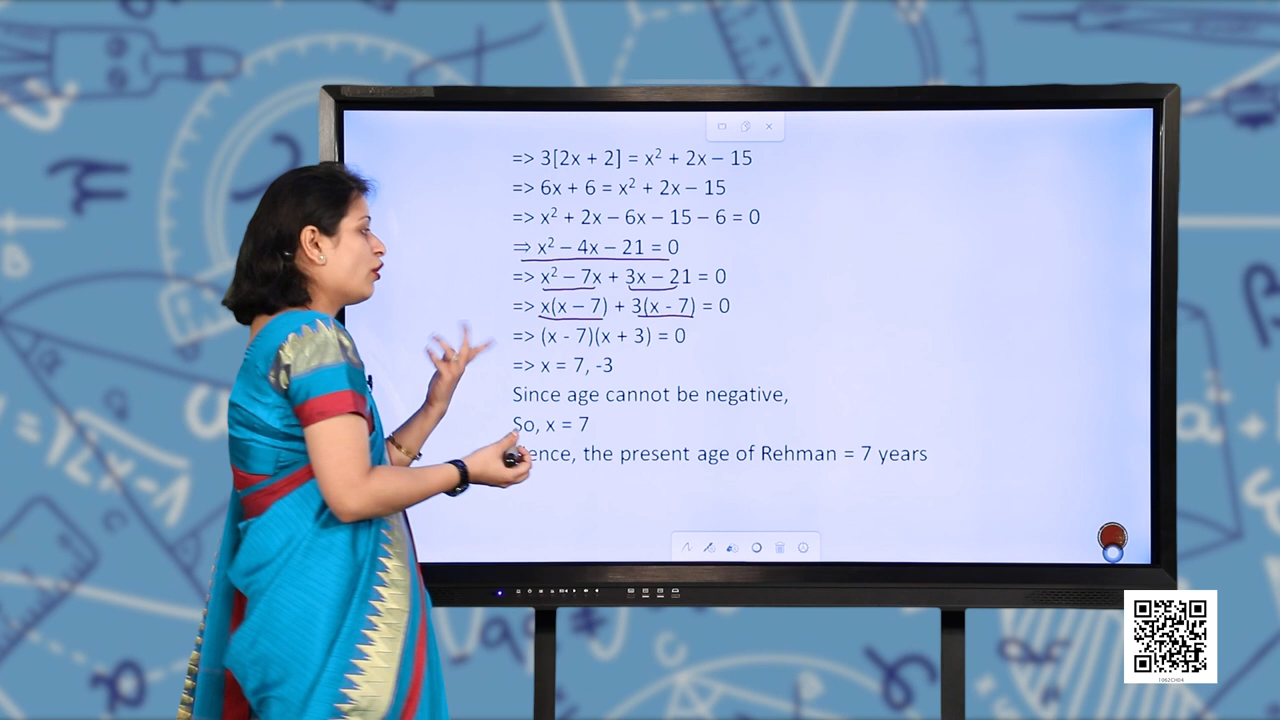 => 3[2x + 2] = x² + 2x – 15
=> 6x + 6 = x² + 2x – 15
=> x² + 2x – 6x – 15 – 6 = 0
⇒ x² – 4x – 21 = 0
=> x² – 7x + 3x – 21 = 0
=> x(x – 7) + 3(x - 7) = 0
=> (x - 7)(x + 3) = 0
=> x = 7, -3
Since age cannot be negative,
So, x = 7
the present age of Rehman = 7 years
1062CH04